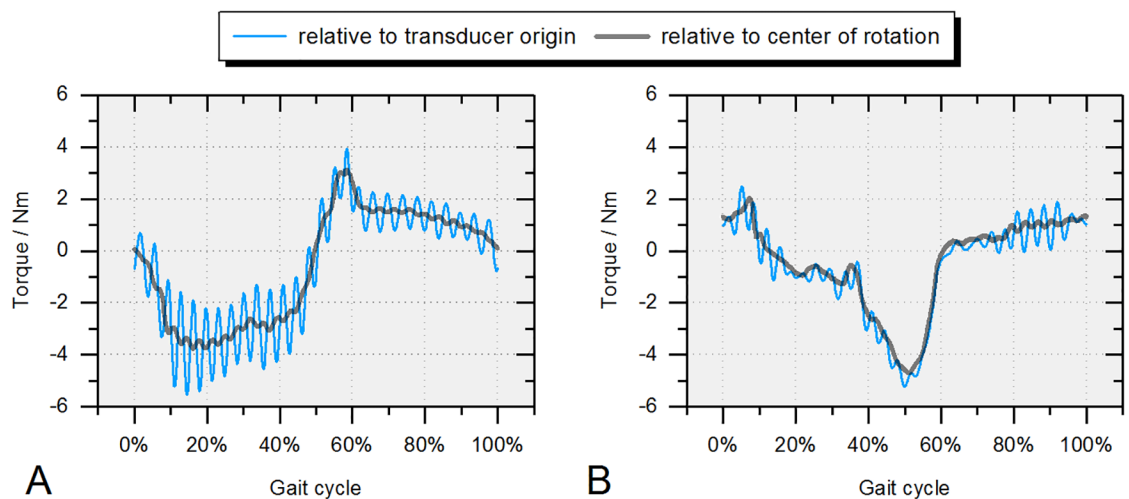 relative to transducer origin relative to center of rotation
6 6
4 4
2 2
0 0
-2 -2
-4 -4
-6 -6
Torque / Nm Torque / Nm
0% 20% 40% 60% 80% 100% 0% 20% 40% 60% 80% 100%
A Gait cycle B Gait cycle